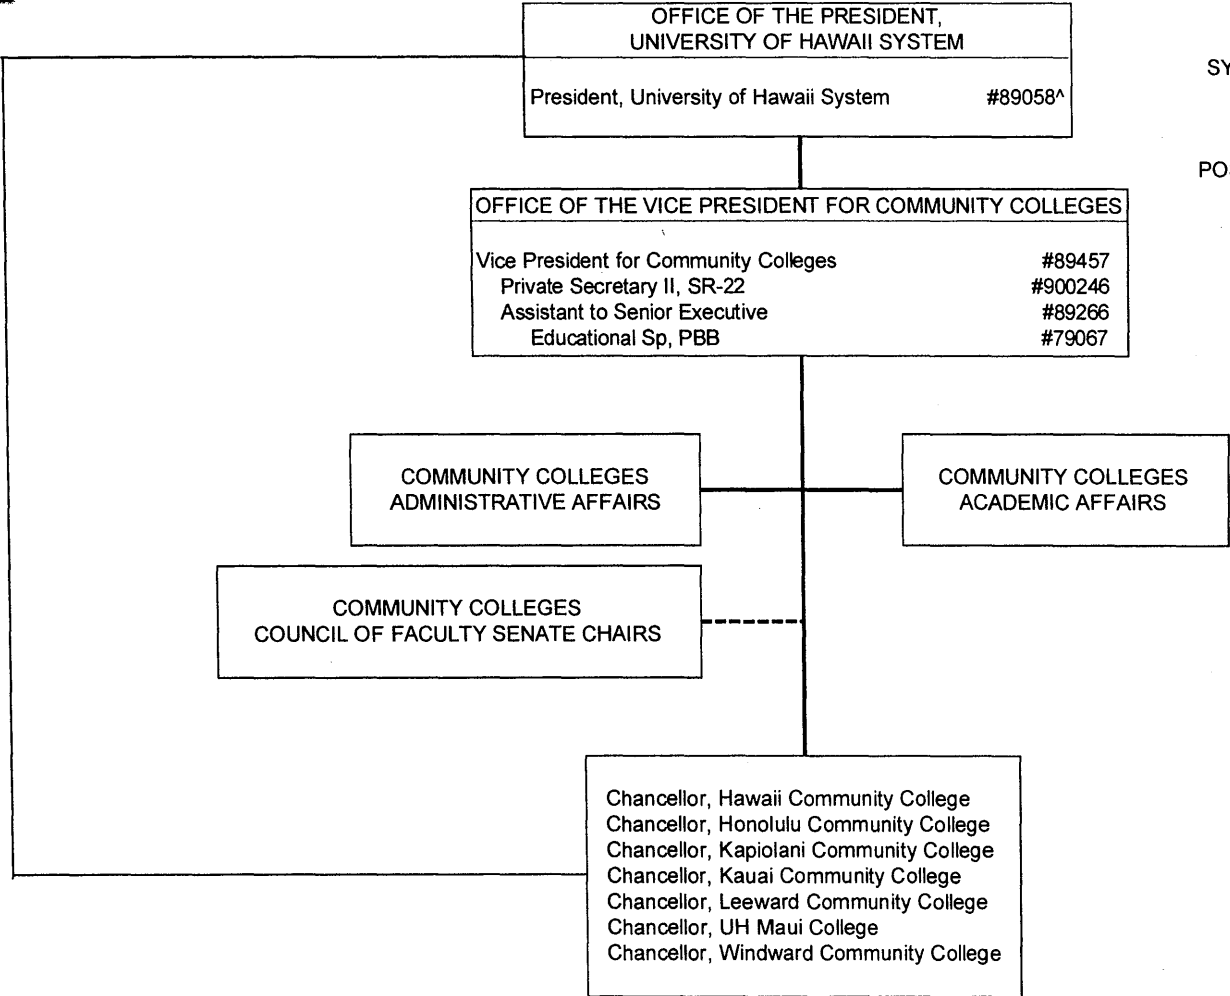 OFFICE OF THE PRESIDENT,
UNIVERSITY OF HAWAII SYSTEM
President, University of Hawaii System #89058^
OFFICE OF THE VICE PRESIDENT FOR COMMUNITY COLLEGES
Vice President for Community Colleges #89457
Private Secretary II, SR-22 #900246
Assistant to Senior Executive #89266
Educational Sp, PBB #79067
COMMUNITY COLLEGES
ADMINISTRATIVE AFFAIRS
COMMUNITY COLLEGES
ACADEMIC AFFAIRS
COMMUNITY COLLEGES
COUNCIL OF FACULTY SENATE CHAIRS
Chancellor, Hawaii Community College
Chancellor, Honolulu Community College
Chancellor, Kapiolani Community College
Chancellor, Kauai Community College
Chancellor, Leeward Community College
Chancellor, UH Maui College
Chancellor, Windward Community College
SY
PO